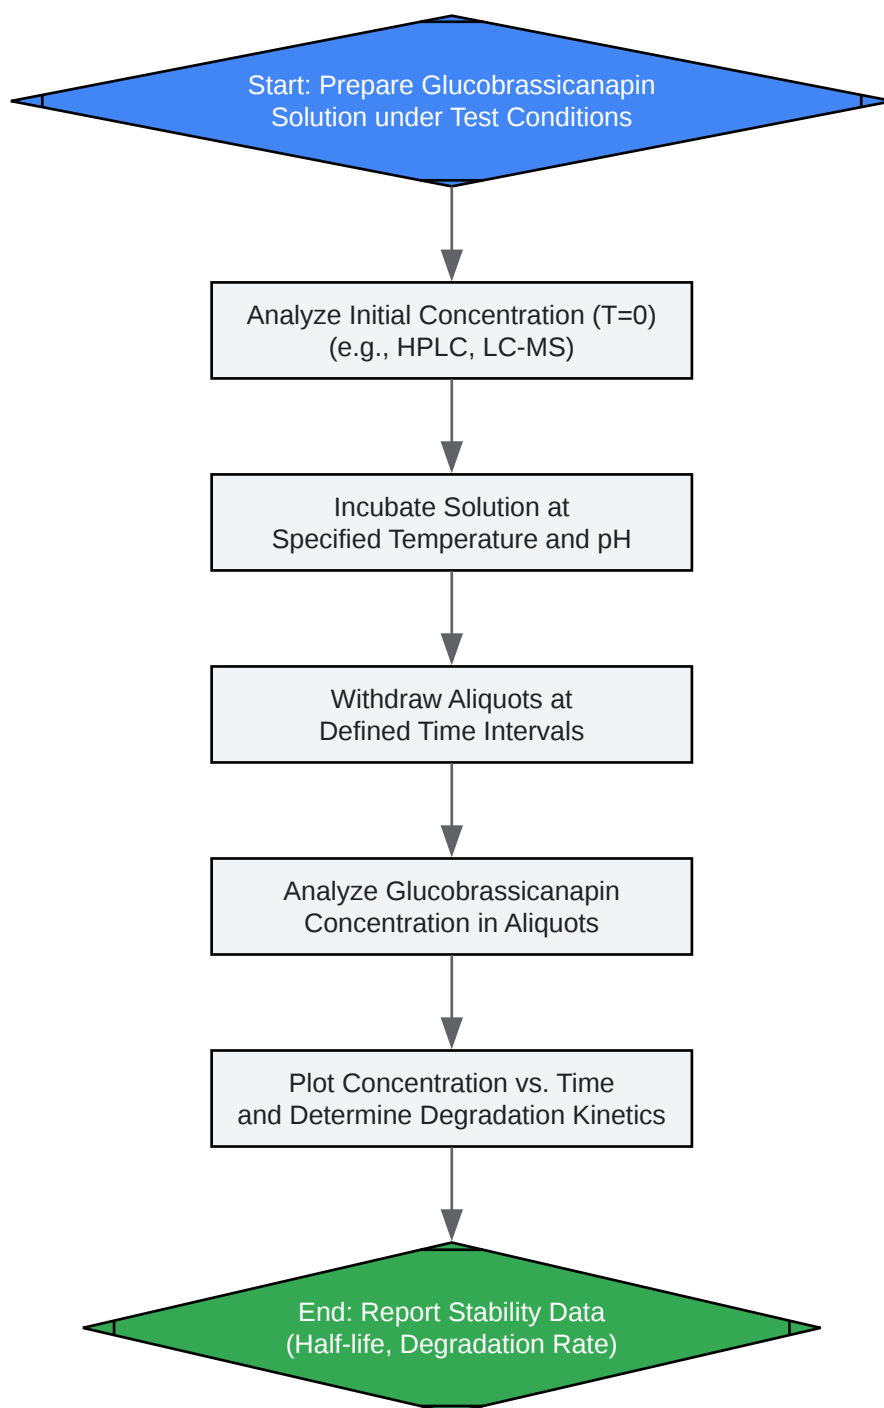 Start: Prepare Glucobrassicanapin
Solution under Test Conditions
Analyze Initial Concentration (T=0)
(e.g., HPLC, LC-MS)
Incubate Solution at
Specified Temperature and pH
Withdraw Aliquots at
Defined Time Intervals
Analyze Glucobrassicanapin
Concentration in Aliquots
Plot Concentration vs. Time
and Determine Degradation Kinetics
End: Report Stability Data
(Half-life, Degradation Rate)